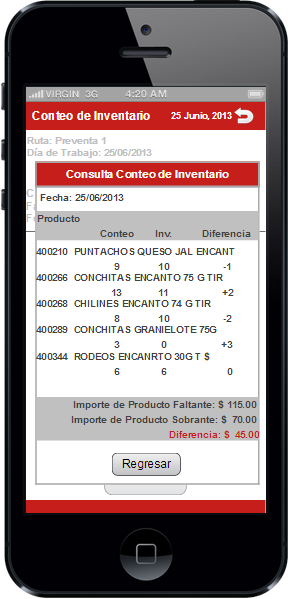 VIRGIN 3G 4:20 AM
Conteo de Inventario 25 Junio, 2013
Ruta: Preventa 1
Día de Trabajo: 25/06/2013
Consulta Conteo de Inventario
Fecha: 25/06/2013
Producto
Conteo Inv. Diferencia
400210 PUNTACHOS QUESO JAL ENCANT
9 10 -1
400266 CONCHITAS ENCANTO 75 G TIR
13 11 +2
400268 CHILINES ENCANTO 74 G TIR
8 10 -2
400289 CONCHITAS GRANIELOTE 75G
3 0 +3
400344 RODEOS ENCANRTO 30G T $
6 6 0
Importe de Producto Faltante: $ 115.00
Importe de Producto Sobrante: $ 70.00
Diferencia: $ 45.00
Regresar